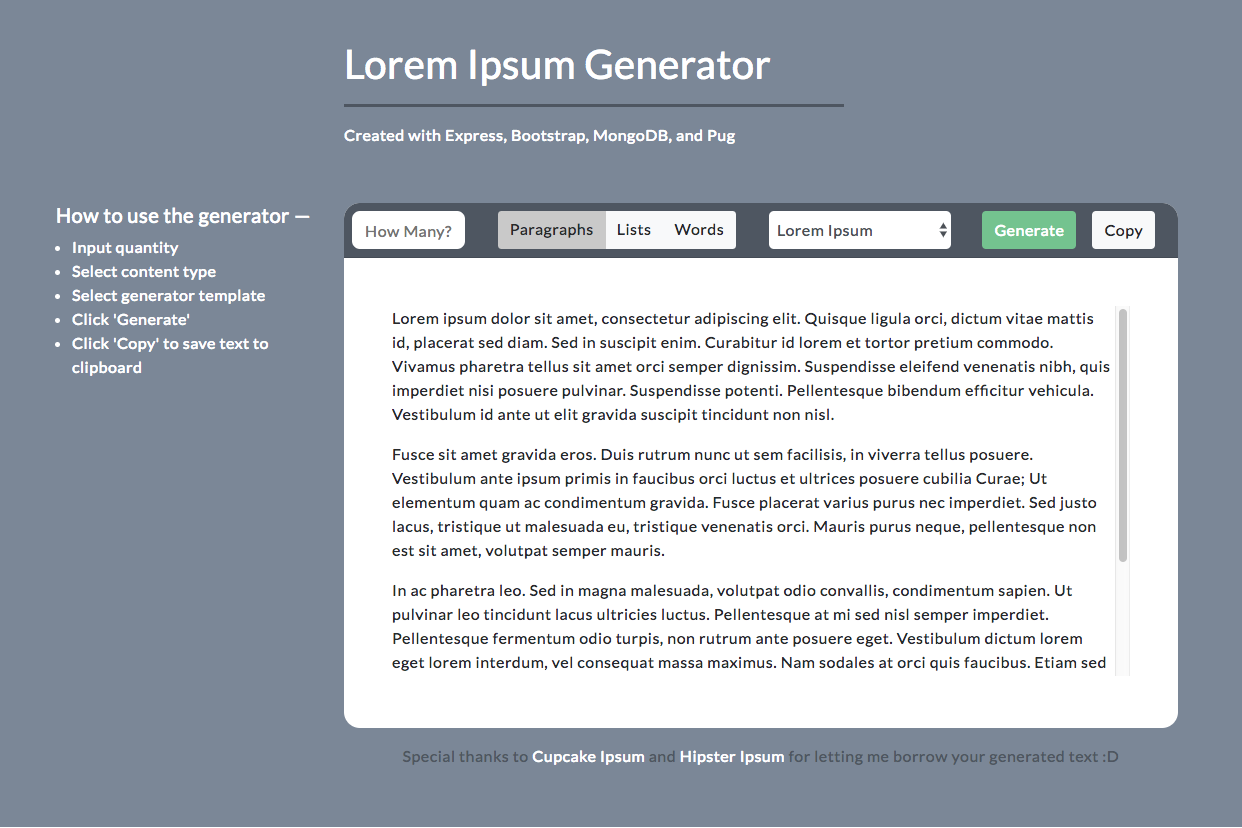 Lorem Ipsum Generator
Created with Express, Bootstrap, MongoDB, and Pug
How to use the generator —
• Input quantity
• Select content type
• Select generator template
• Click 'Generate'
• Click 'Copy' to save text to
clipboard
How Many? Paragraphs Lists Words Lorem Ipsum Generate Copy
Lorem ipsum dolor sit amet, consectetur adipiscing elit. Quisque ligula orci, dictum vitae mattis
id, placerat sed diam. Sed in suscipit enim. Curabitur id lorem et tortor pretium commodo.
Vivamus pharetra tellus sit amet orci semper dignissim. Suspendisse eleifend venenatis nibh, quis
imperdiet nisi posuere pulvinar. Suspendisse potenti. Pellentesque bibendum efficitur vehicula.
Vestibulum id ante ut elit gravida suscipit tincidunt non nisl.
Fusce sit amet gravida eros. Duis rutrum nunc ut sem facilisis, in viverra tellus posuere.
Vestibulum ante ipsum primis in faucibus orci luctus et ultrices posuere cubilia Curae; Ut
elementum quam ac condimentum gravida. Fusce placerat varius purus nec imperdiet. Sed justo
lacus, tristique ut malesuada eu, tristique venenatis orci. Mauris purus neque, pellentesque non
est sit amet, volutpat semper mauris.
In ac pharetra leo. Sed in magna malesuada, volutpat odio convallis, condimentum sapien. Ut
pulvinar leo tincidunt lacus ultricies luctus. Pellentesque at mi sed nisl semper imperdiet.
Pellentesque fermentum odio turpis, non rutrum ante posuere eget. Vestibulum dictum lorem
eget lorem interdum, vel consequat massa maximus. Nam sodales at orci quis faucibus. Etiam sed
Special thanks to Cupcake Ipsum and Hipster Ipsum for letting me borrow your generated text :D